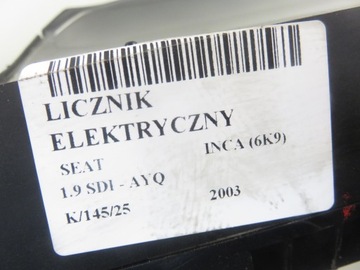 LICZNIK
ELEKTRYCZNY
SEAT INCA (6K9)
1.9 SDI - AYQ 2003
K/145/25